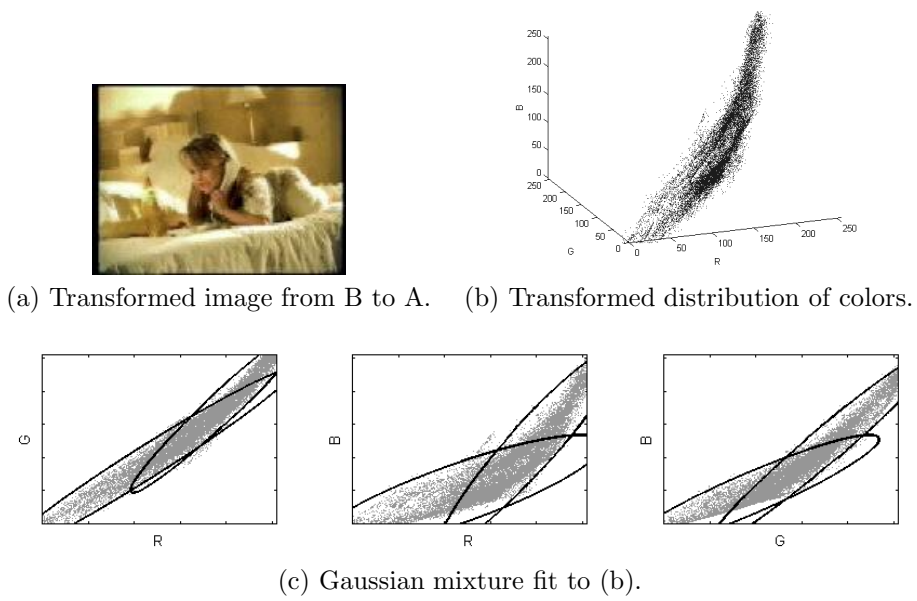 250
200
150
100
50
0
B
250
200
150
100
50
0
G
0
50
100
150
200
250
R
(a) Transformed image from B to A.
(b) Transformed distribution of colors.
G
R
B
R
B
G
(c) Gaussian mixture fit to (b).